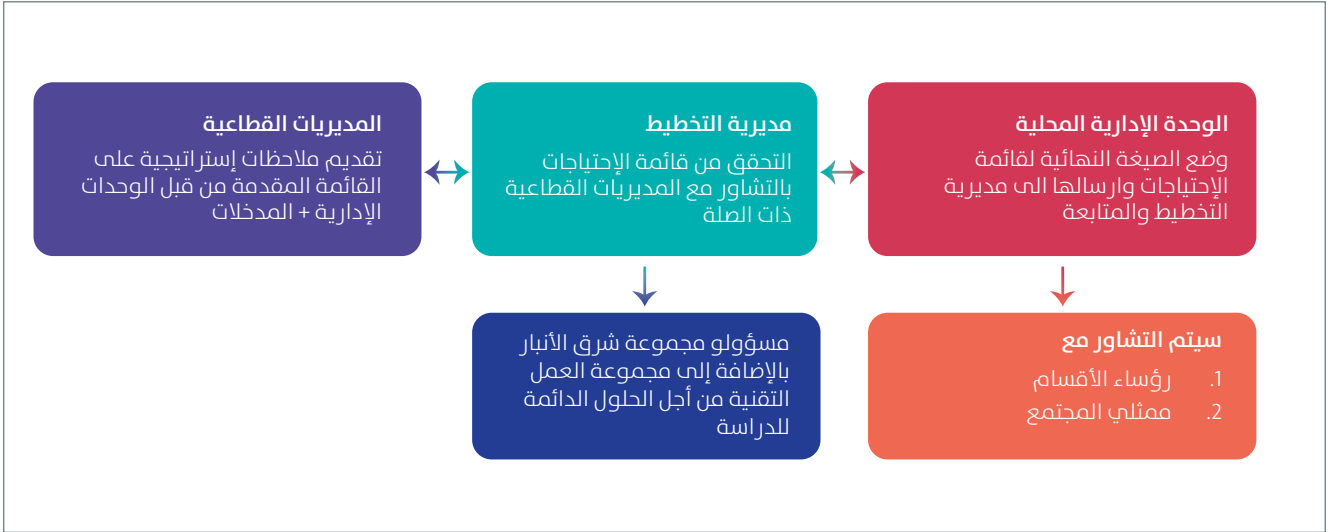 الوحدة الإدارية المحلية
وضع الصيغة النهائية لقائمة
الإحتياجات وارسالها الى مديرية
التخطيط والمتابعة
مديرية التخطيط
التحقق من قائمة الإحتياجات
بالتشاور مع المديريات القطاعية
ذات الصلة
المديريات القطاعية
تقديم ملاحظات إستراتيجية على
القائمة المقدمة من قبل الوحدات
الإدارية + المدخلات
سيتم التشاور مع
1. رؤساء الأقسام
2. ممثلي المجتمع
مسؤولو مجموعة شرق الأنبار
بالإضافة إلى مجموعة العمل
التقنية من أجل الحلول الدائمة
للدراسة